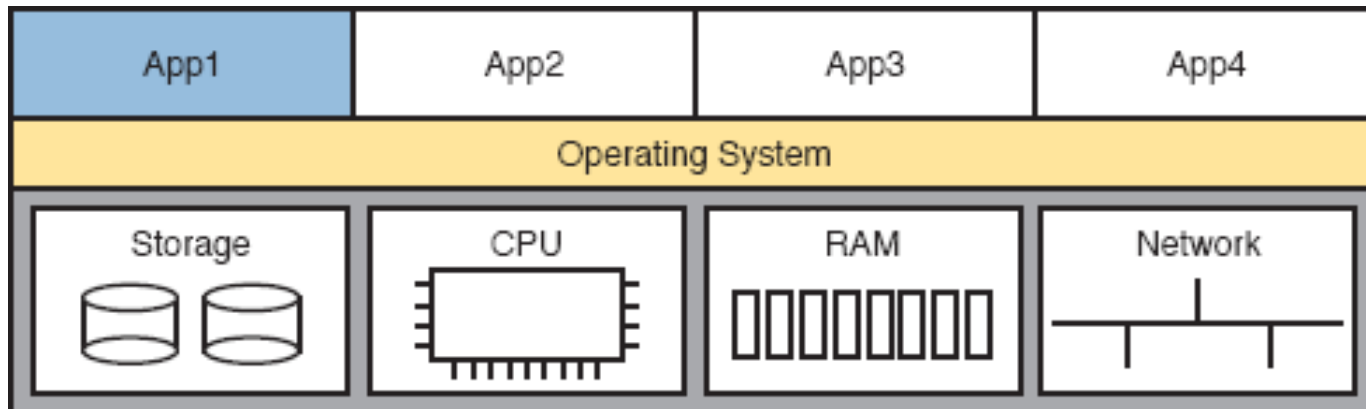 App1
App2
App3
App4
Operating System
Storage
CPU
RAM
Network